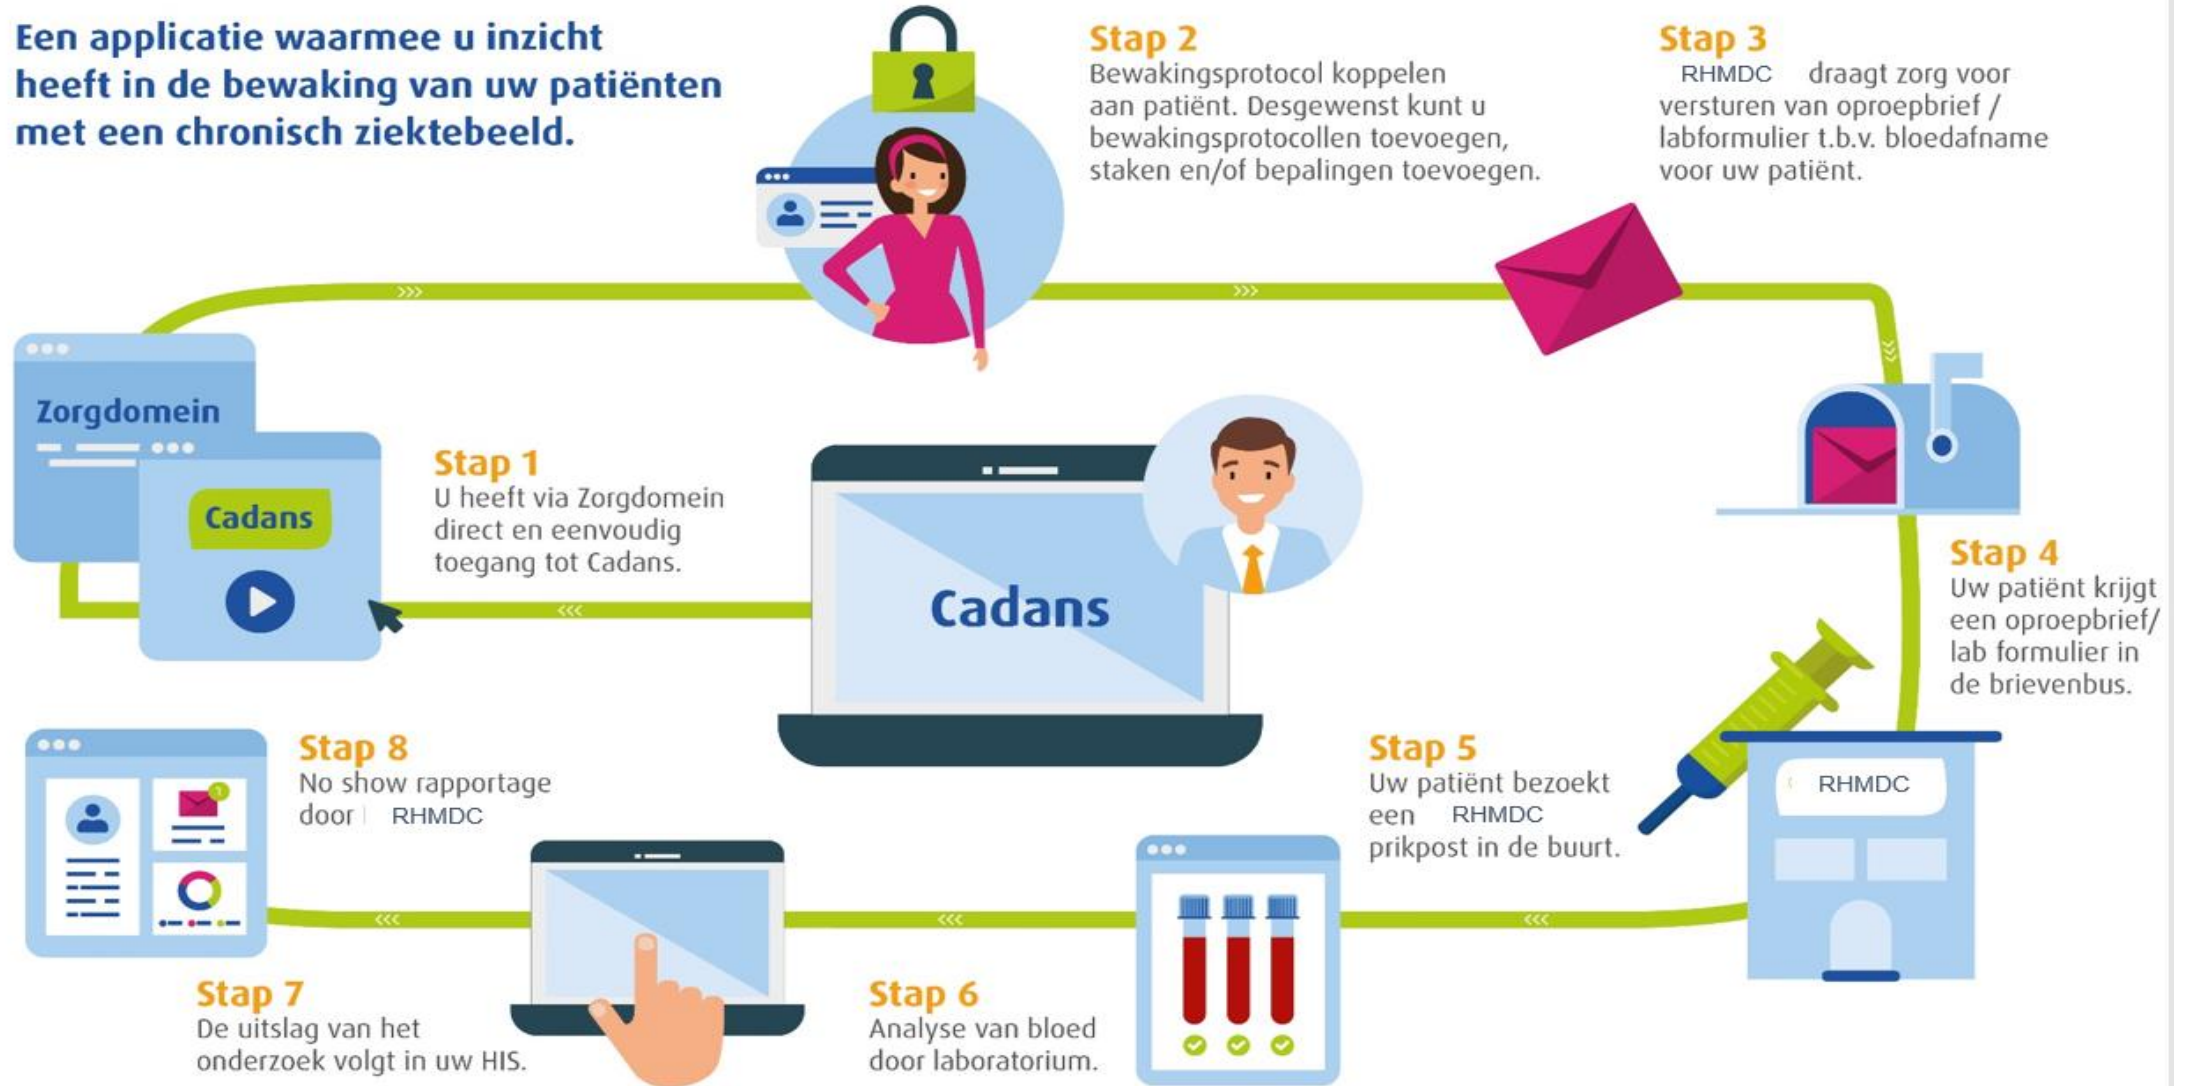 Een applicatie waarmee u inzicht
heeft in de bewaking van uw patiënten
met een chronisch ziektebeeld.
Zorgdomein
Cadans
Stap 1
U heeft via Zorgdomein
direct en eenvoudig
toegang tot Cadans.
Cadans
Stap 2
Bewakingsprotocol koppelen
aan patiënt. Desgewenst kunt u
bewakingsprotocollen toevoegen,
staken en/of bepalingen toevoegen.
Stap 3
RHMDC draagt zorg voor
versturen van oproepbrief /
labformulier t.b.v. bloedafname
voor uw patiënt.
Stap 4
Uw patiënt krijgt
een oproepbrief/
lab formulier in
de brievenbus.
Stap 5
Uw patiënt bezoekt
een RHMDC
prikpost in de buurt.
RHMDC
Stap 6
Analyse van bloed
door laboratorium.
Stap 7
De uitslag van het
onderzoek volgt in uw HIS.
Stap 8
No show rapportage
door RHMDC
1